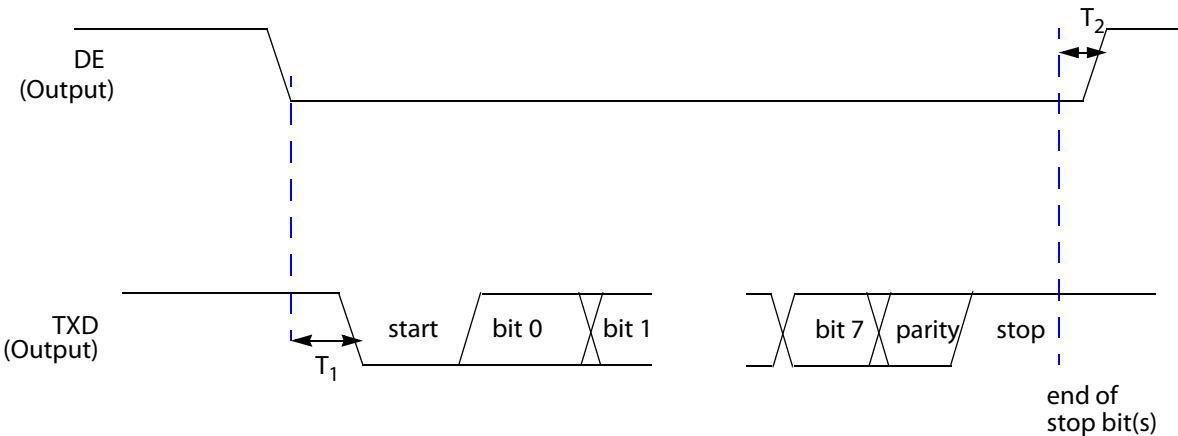 T2
DE
(Output)
TXD
(Output)
start
bit 0
bit 1
bit 7
parity
stop
T1
end of
stop bit(s)